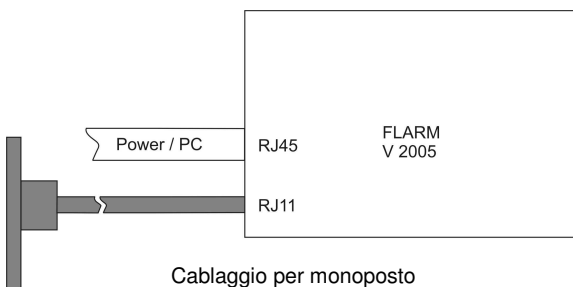 FLARM
V 2005
Power / PC
RJ45
RJ11
Cablaggio per monoposto